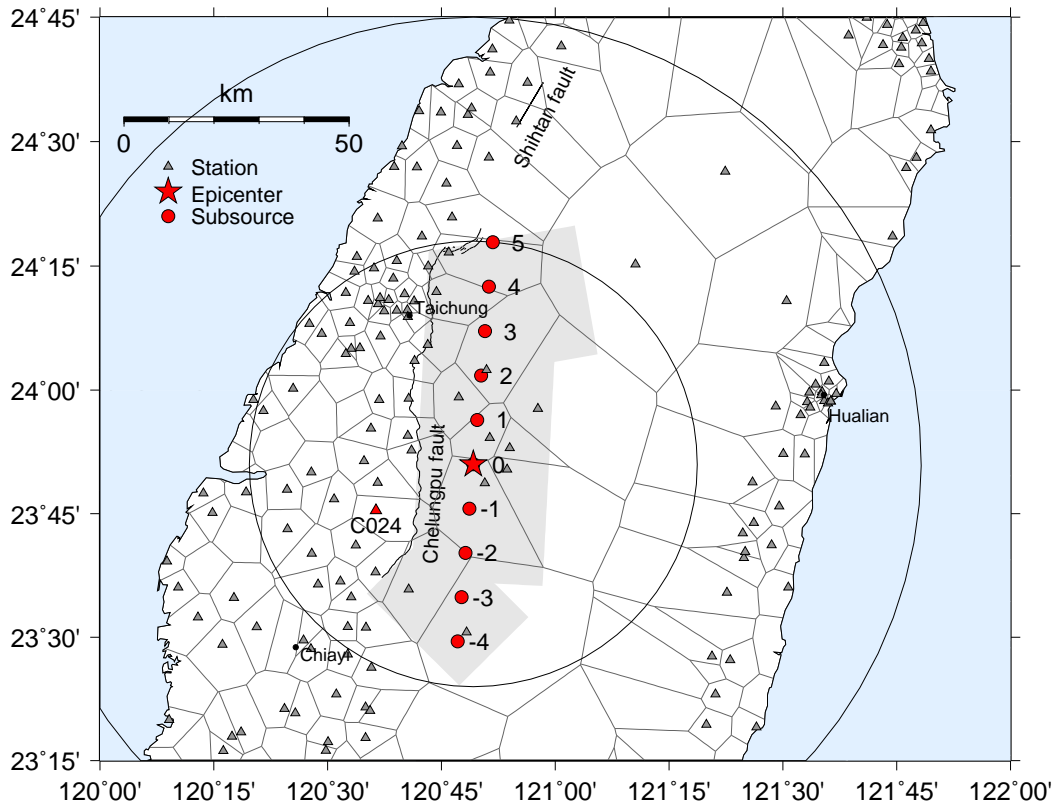 24˚45'
24˚30'
24˚15'
24˚00'
23˚45'
23˚30'
23˚15'
km
0
50
Station
Epicenter
Subsource
Shihtan fault
5
4
Taichung
3
2
1
Hualian
Chelungpu fault
0
-1
C024
-2
-3
-4
Chiayi
120˚00'
120˚15'
120˚30'
120˚45'
121˚00'
121˚15'
121˚30'
121˚45'
122˚00'